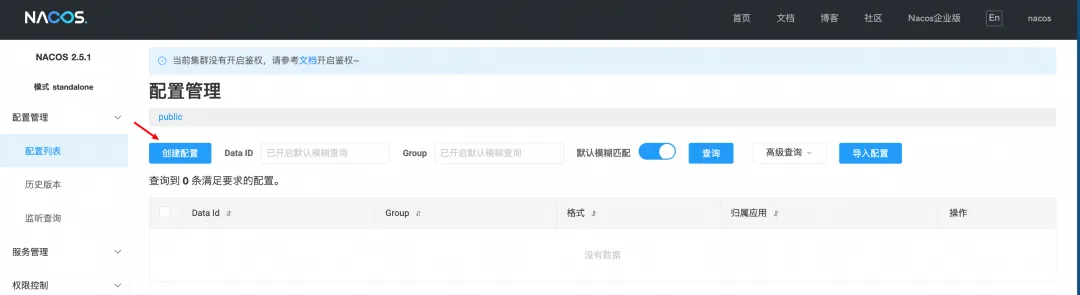 NACOS.
首页 文档 博客 社区 Nacos企业版 En nacos
NACOS 2.5.1
当前集群没有开启鉴权，请参考文档开启鉴权~
模式 standalone
配置管理
配置管理
public
配置列表
创建配置 Data ID 已开启默认模糊查询 Group 已开启默认模糊查询 默认模糊匹配 查询 高级查询 导入配置
历史版本
查询到 0 条满足要求的配置。
监听查询
Data Id Group 格式 归属应用 操作
服务管理
没有数据
权限控制